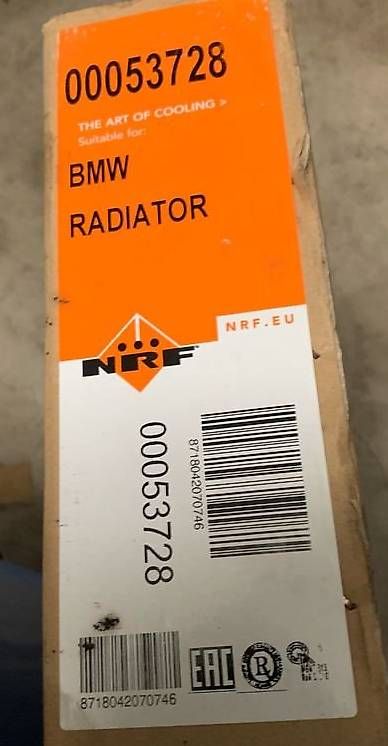 00053728
THE ART OF COOLING >
Suitable for:
BMW
RADIATOR
NRF.EU
NRF
00053728
8718042070746
8718042070746
EAC
R